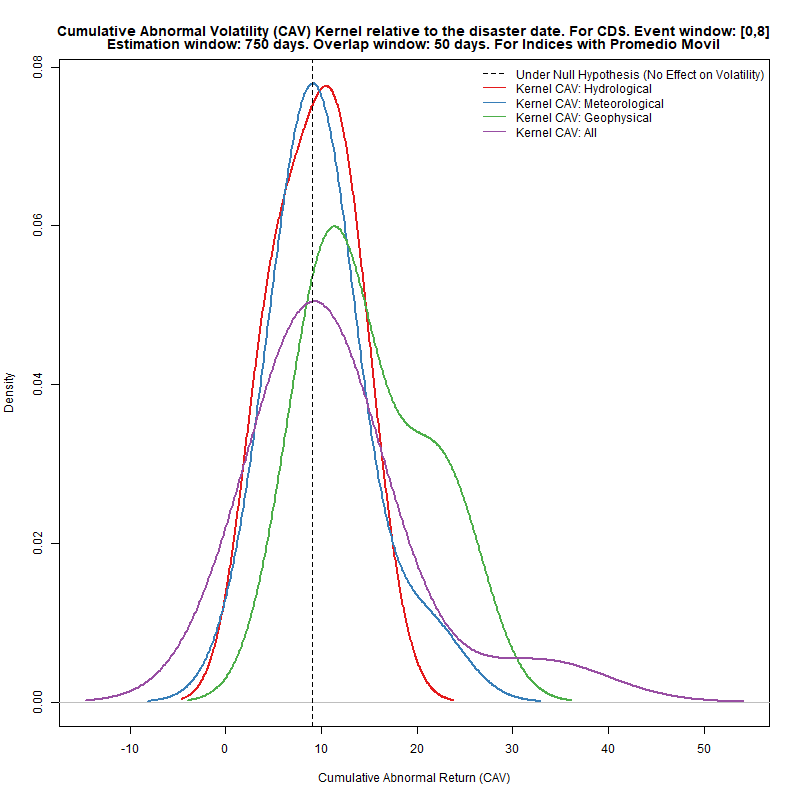 Cumulative Abnormal Volatility (CAV) Kernel relative to the disaster date. For CDS. Event window: [0,8]
Estimation window: 750 days. Overlap window: 50 days. For Indices with Promedio Movil
Under Null Hypothesis (No Effect on Volatility)
Kernel CAV: Hydrological
Kernel CAV: Meteorological
Kernel CAV: Geophysical
Kernel CAV: All
0.08
0.06
0.04
0.02
0.00
Density
-10 0 10 20 30 40 50
Cumulative Abnormal Return (CAV)